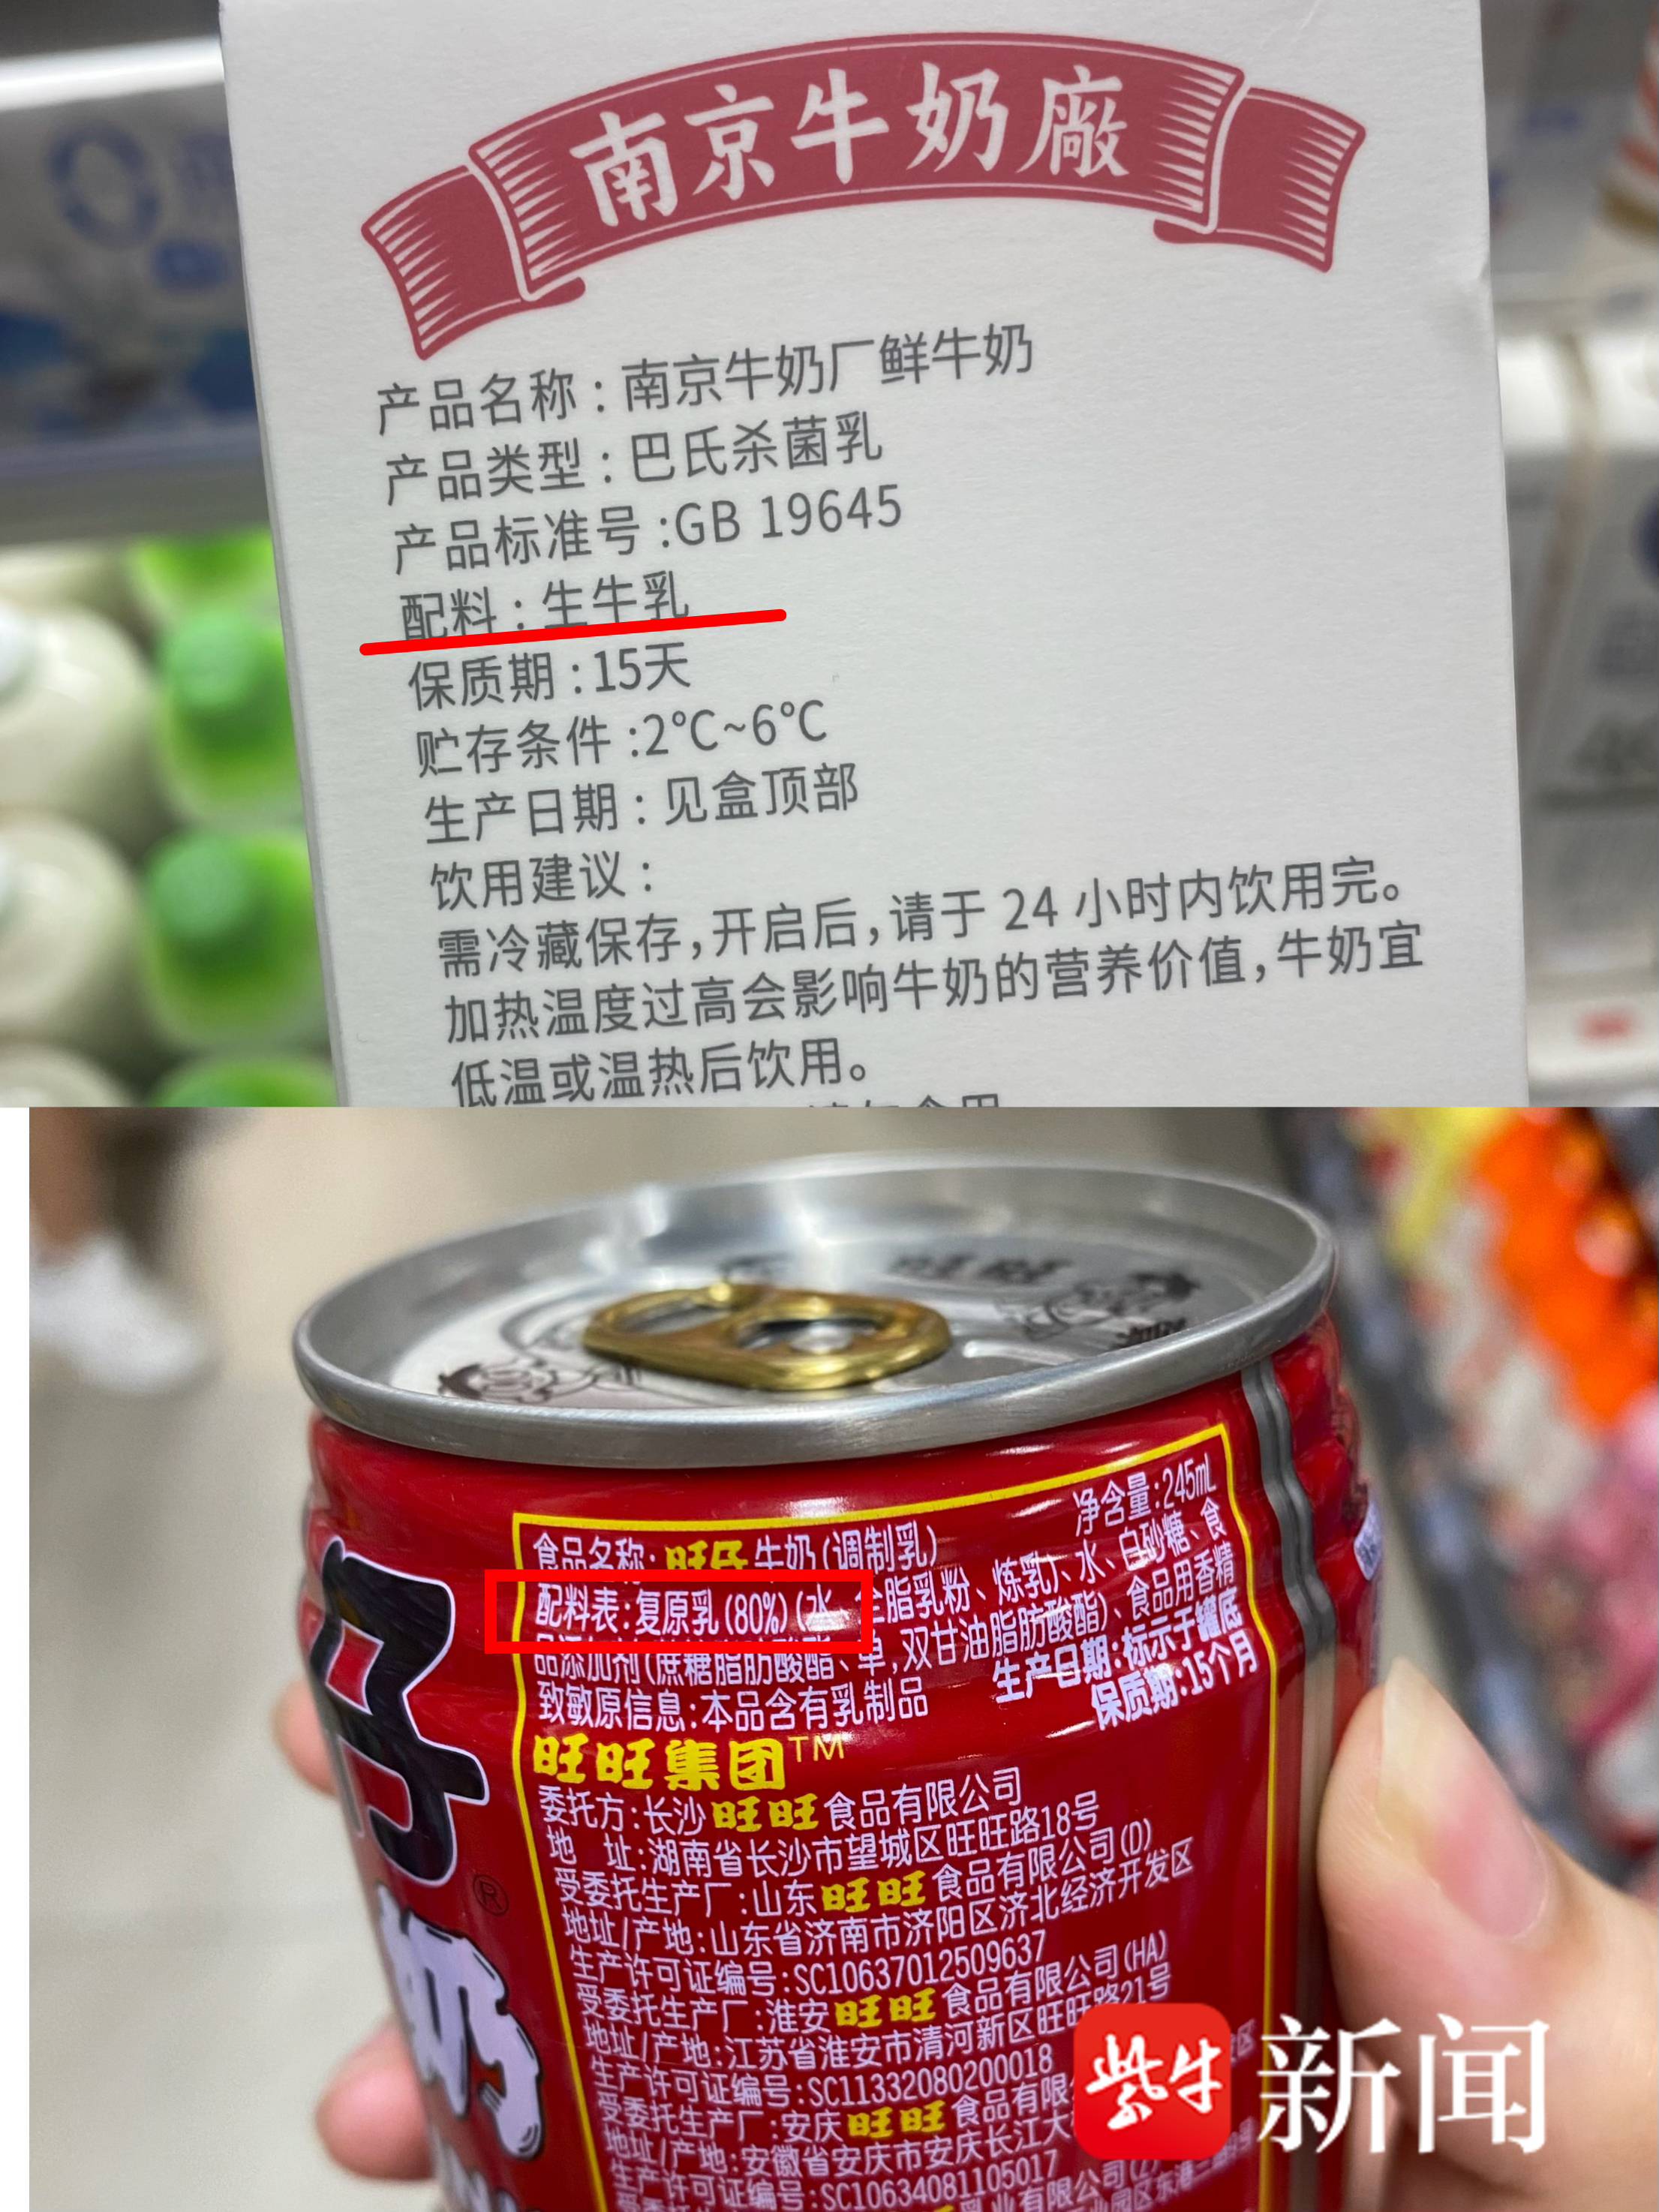 南京牛奶廠
产品名称：南京牛奶厂鲜牛奶
产品类型：巴氏杀菌乳
产品标准号:GB 19645
配料：生牛乳
保质期:15天
贮存条件:2℃~6℃
生产日期：见盒顶部
饮用建议：
需冷藏保存,开启后,请于 24 小时内饮用完。
加热温度过高会影响牛奶的营养价值,牛奶宜
低温或温热后饮用。
旺旺
净含量:245mL
食品名称:旺仔牛奶(调制乳)
配料表:复原乳(80%)(水、全脂乳粉、炼乳)、水、白砂糖、食
品添加剂(蔗糖脂肪酸酯、单,双甘油脂肪酸酯)、食品用香精
生产日期:标示于罐底
致敏原信息:本品含有乳制品
保质期:15个月
旺旺集团TM
委托方:长沙旺旺食品有限公司
地 址:湖南省长沙市望城区旺旺路18号
受委托生产厂:山东旺旺食品有限公司(D)
地址/产地:山东省济南市济阳区济北经济开发区
生产许可证编号:SC10637012509637
受委托生产厂:淮安旺旺食品有限公司(HA)
地址/产地:江苏省淮安市清河新区旺旺路21号
生产许可证编号:SC11332080200018
受委托生产厂:安庆旺旺食品有限
地址/产地:安徽省安庆市安庆长江大
生产许可证编号:SC10634081105017
仔
®
奶
紫牛
新闻